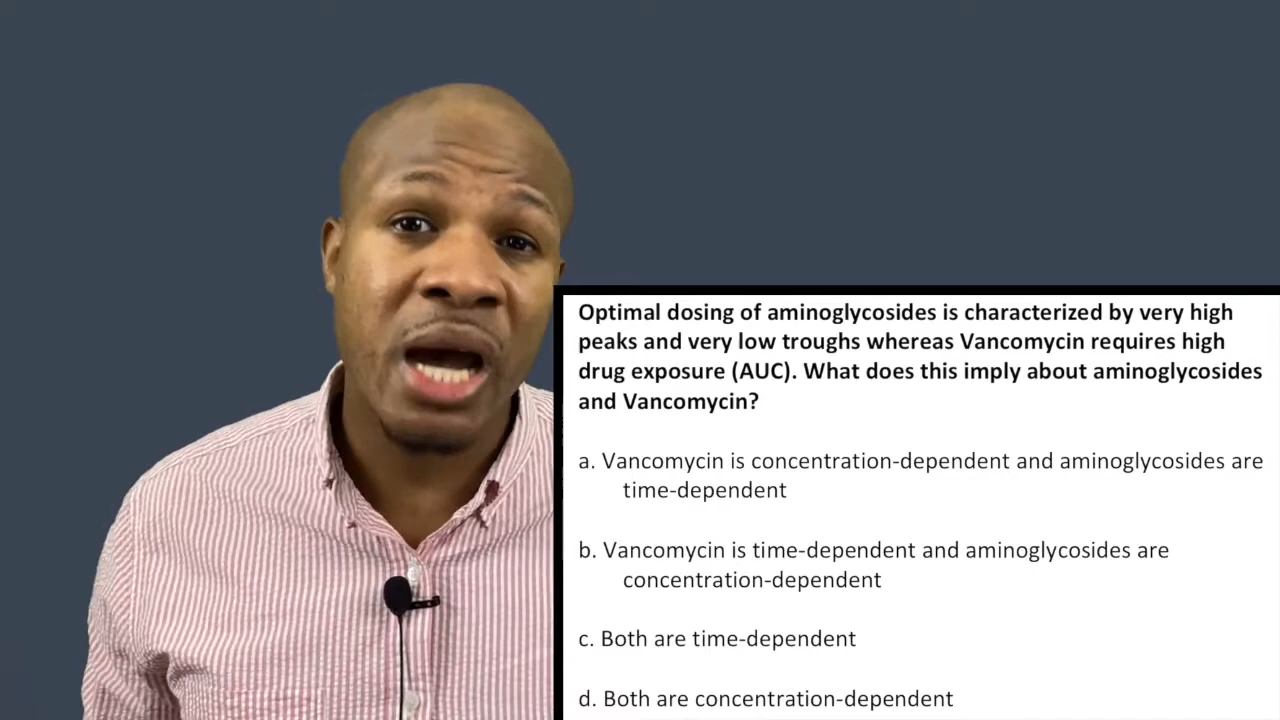 Optimal dosing of aminoglycosides is characterized by very high
peaks and very low troughs whereas Vancomycin requires high
drug exposure (AUC). What does this imply about aminoglycosides
and Vancomycin?
a. Vancomycin is concentration-dependent and aminoglycosides are
time-dependent
b. Vancomycin is time-dependent and aminoglycosides are
concentration-dependent
c. Both are time-dependent
d. Both are concentration-dependent